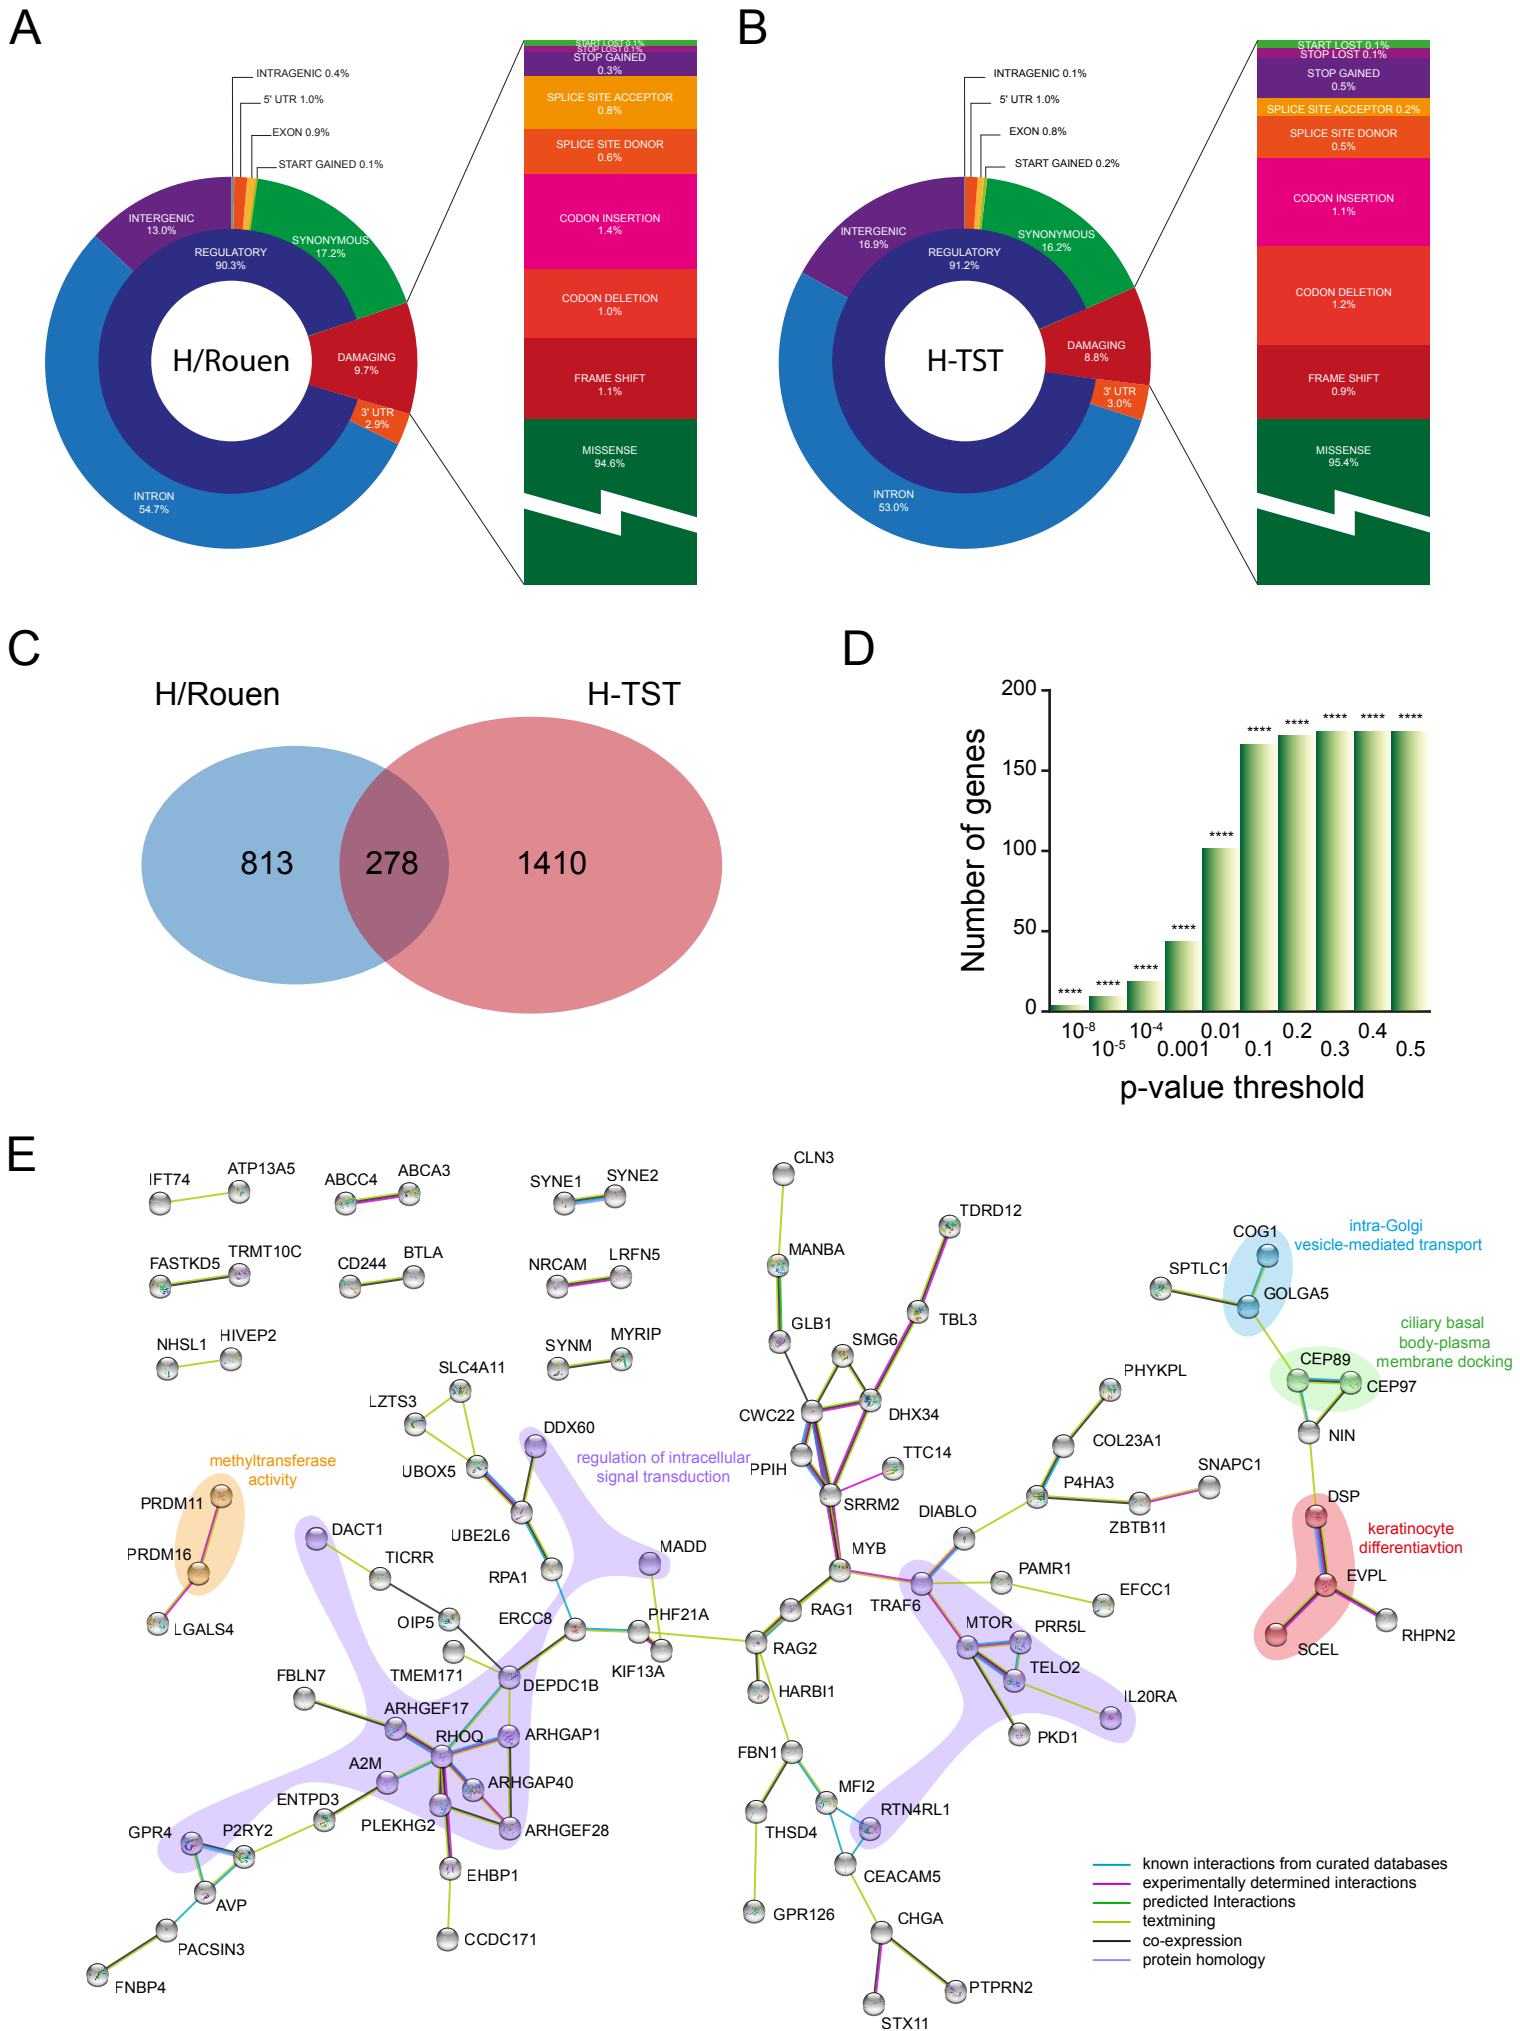 A
INTRAGENIC 0.4%
5' UTR 1.0%
EXON 0.9%
START GAINED 0.1%
INTERGENIC
13.0%
SYNONYMOUS
17.2%
REGULATORY
90.3%
H/Rouen
DAMAGING
9.7%
3' UTR
2.9%
INTRON
54.7%
START LOST 0.1%
STOP LOST 0.1%
STOP GAINED
0.3%
SPLICE SITE ACCEPTOR
0.8%
SPLICE SITE DONOR
0.6%
CODON INSERTION
1.4%
CODON DELETION
1.0%
FRAME SHIFT
1.1%
MISSENSE
94.6%
B
INTRAGENIC 0.1%
5' UTR 1.0%
EXON 0.8%
START GAINED 0.2%
INTERGENIC
16.9%
SYNONYMOUS
16.2%
REGULATORY
91.2%
H-TST
DAMAGING
8.8%
3' UTR
3.0%
INTRON
53.0%
START LOST 0.1%
STOP LOST 0.1%
STOP GAINED
0.5%
SPLICE SITE ACCEPTOR 0.2%
SPLICE SITE DONOR
0.5%
CODON INSERTION
1.1%
CODON DELETION
1.2%
FRAME SHIFT
0.9%
MISSENSE
95.4%
C
H/Rouen
H-TST
813
278
1410
D
Number of genes
200
150
100
50
0
**** **** **** **** **** **** **** **** **** ****
10-8 10-4 0.01 0.2 0.4
10-5 0.001 0.1 0.3 0.5
p-value threshold
E
IFT74
ATP13A5
ABCC4
ABCA3
SYNE1
SYNE2
FASTKD5
TRMT10C
CD244
BTLA
NRCAM
LRFN5
NHSL1
HIVEP2
SYNM
MYRIP
CLN3
MANBA
TDRD12
GLB1
SMG6
TBL3
CWC22
DHX34
PPIH
TTC14
SRRM2
MYB
COG1
intra-Golgi
vesicle-mediated transport
SPTLC1
GOLGA5
ciliary basal
body-plasma
membrane docking
CEP89
CEP97
NIN
PHYKPL
COL23A1
P4HA3
SNAPC1
ZBTB11
DIABLO
DSP
keratinocyte
differentiavtion
EVPL
RHPN2
SCEL
SLC4A11
LZTS3
DDX60
regulation of intracellular
signal transduction
UBOX5
UBE2L6
methyltransferase
activity
PRDM11
PRDM16
LGALS4
DACT1
TICRR
RPA1
MADD
OIP5
ERCC8
PHF21A
TMEM171
KIF13A
RAG1
RAG2
HARBI1
TRAF6
PAMR1
EFCC1
MTOR
PRR5L
TELO2
IL20RA
PKD1
FBLN7
DEPDC1B
ARHGEF17
RHOQ
ARHGAP1
A2M
ARHGAP40
ENTPD3
PLEKHG2
ARHGEF28
GPR4
P2RY2
EHBP1
AVP
PACSIN3
CCDC171
FNBP4
FBN1
MFI2
RTN4RL1
THSD4
CEACAM5
GPR126
CHGA
PTPRN2
STX11
known interactions from curated databases
experimentally determined interactions
predicted Interactions
textmining
co-expression
protein homology